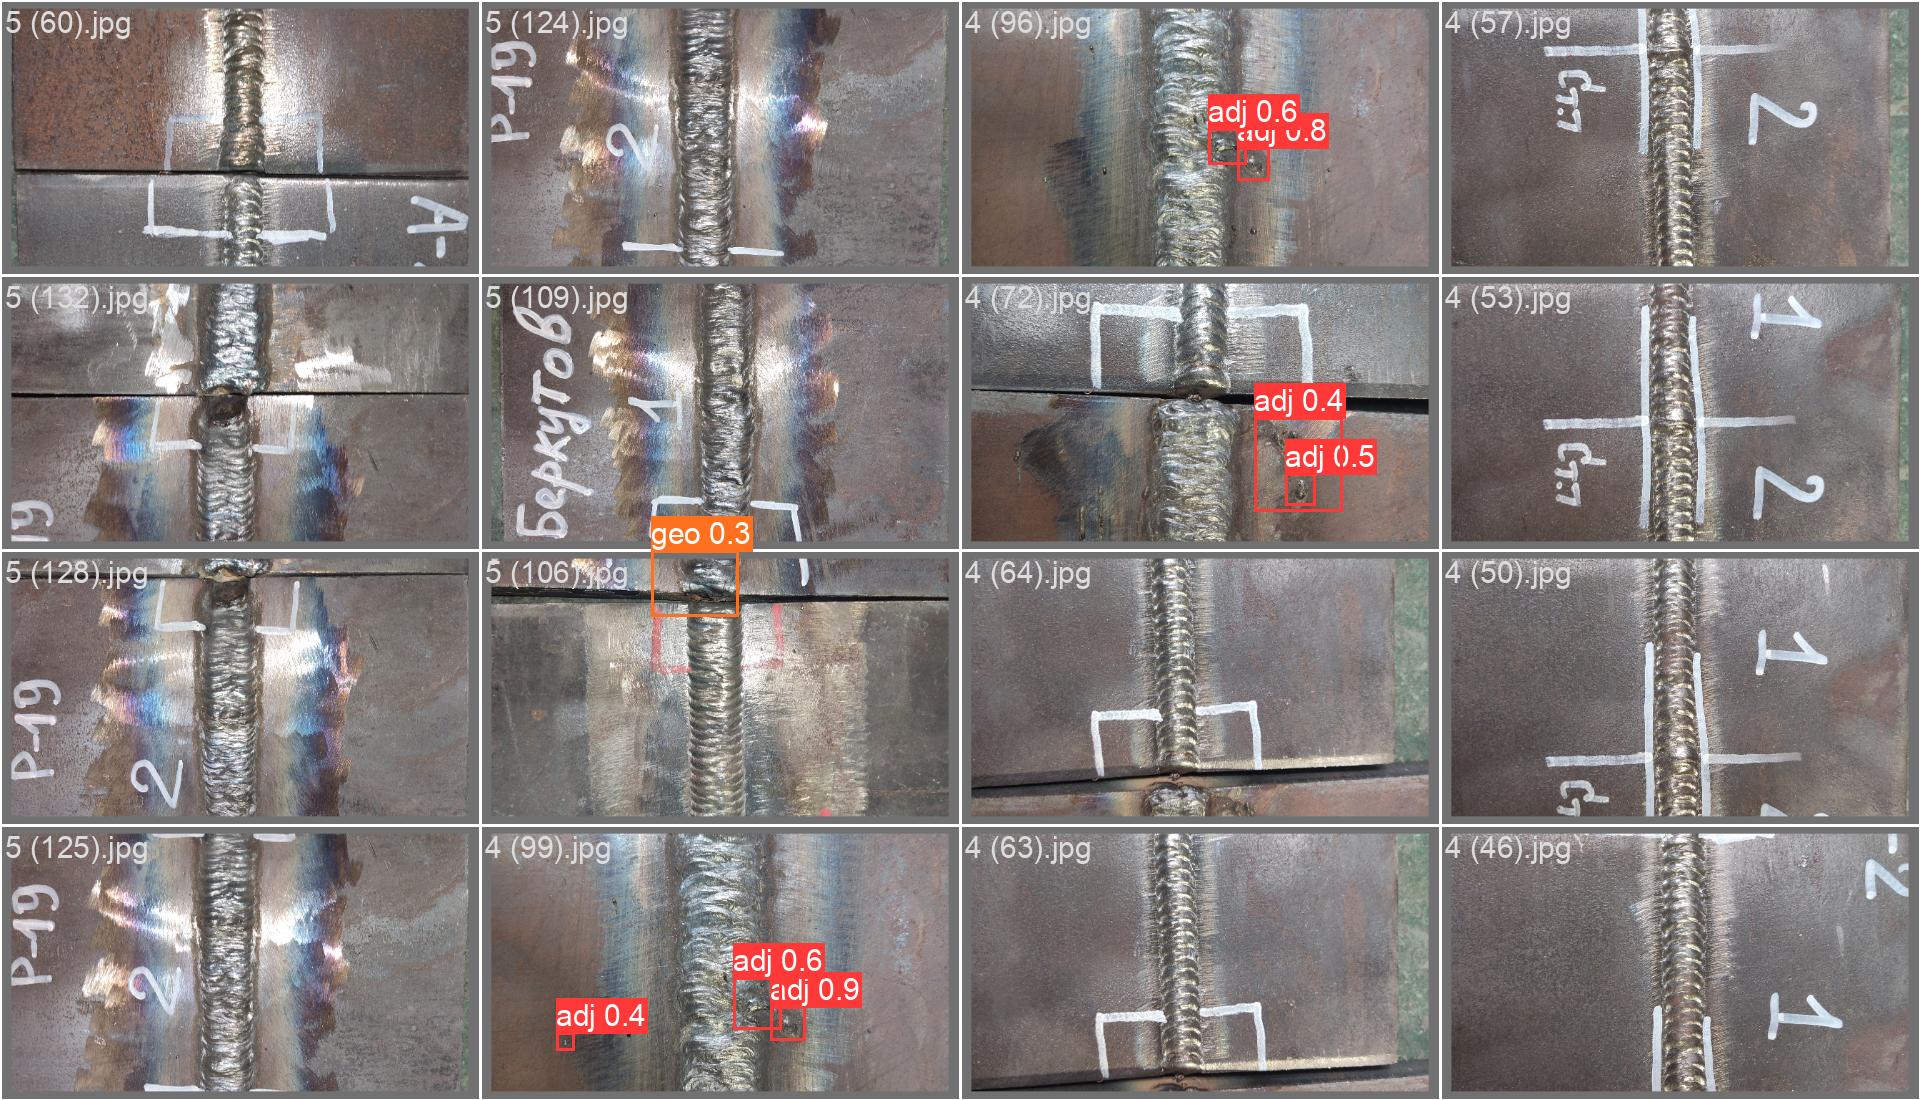 5 (60).jpg
A-
5 (124).jpg
Р-19
2
4 (96).jpg
adj 0.6
adj 0.8
4 (57).jpg
2
5 (132).jpg
19
5 (109).jpg
Беркутов
1
4 (72).jpg
adj 0.4
adj 0.5
4 (53).jpg
1
2
5 (128).jpg
Р-19
2
geo 0.3
5 (106).jpg
4 (64).jpg
4 (50).jpg
1
5 (125).jpg
Р-19
2
4 (99).jpg
adj 0.6
adj 0.9
adj 0.4
4 (63).jpg
4 (46).jpg
2
1